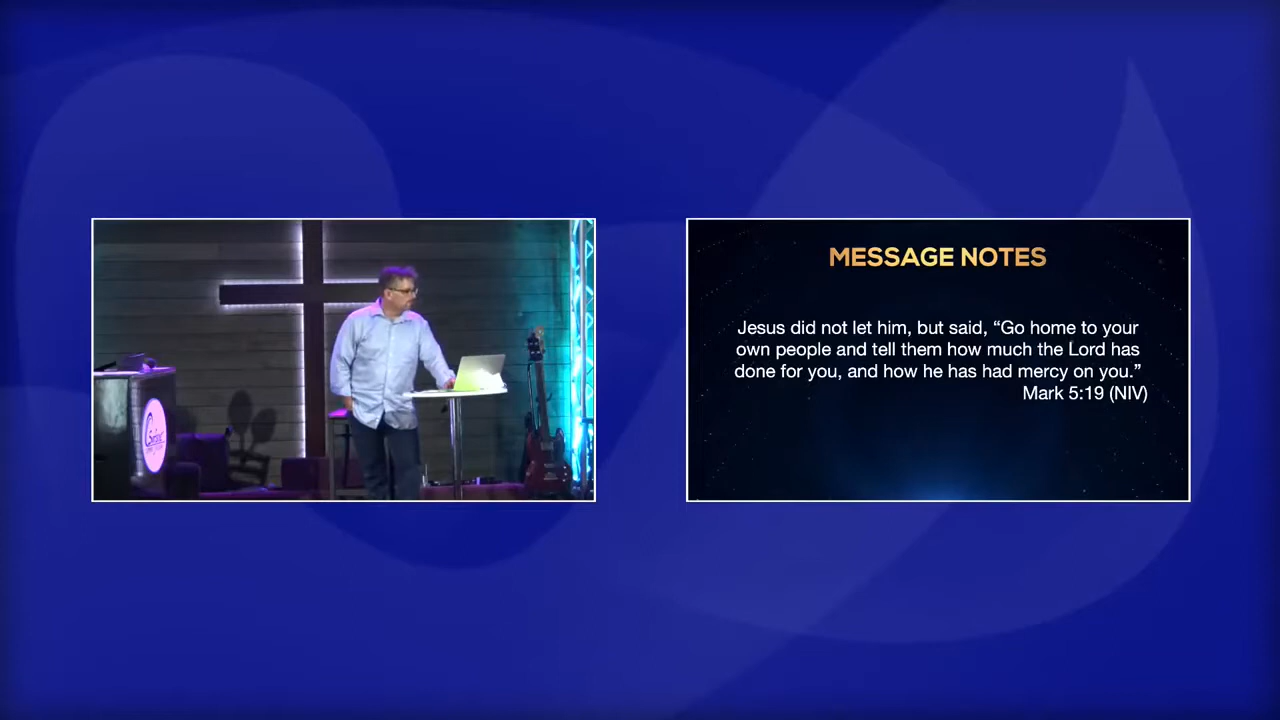 MESSAGE NOTES
Jesus did not let him, but said, “Go home to your
own people and tell them how much the Lord has
done for you, and how he has had mercy on you.”
Mark 5:19 (NIV)